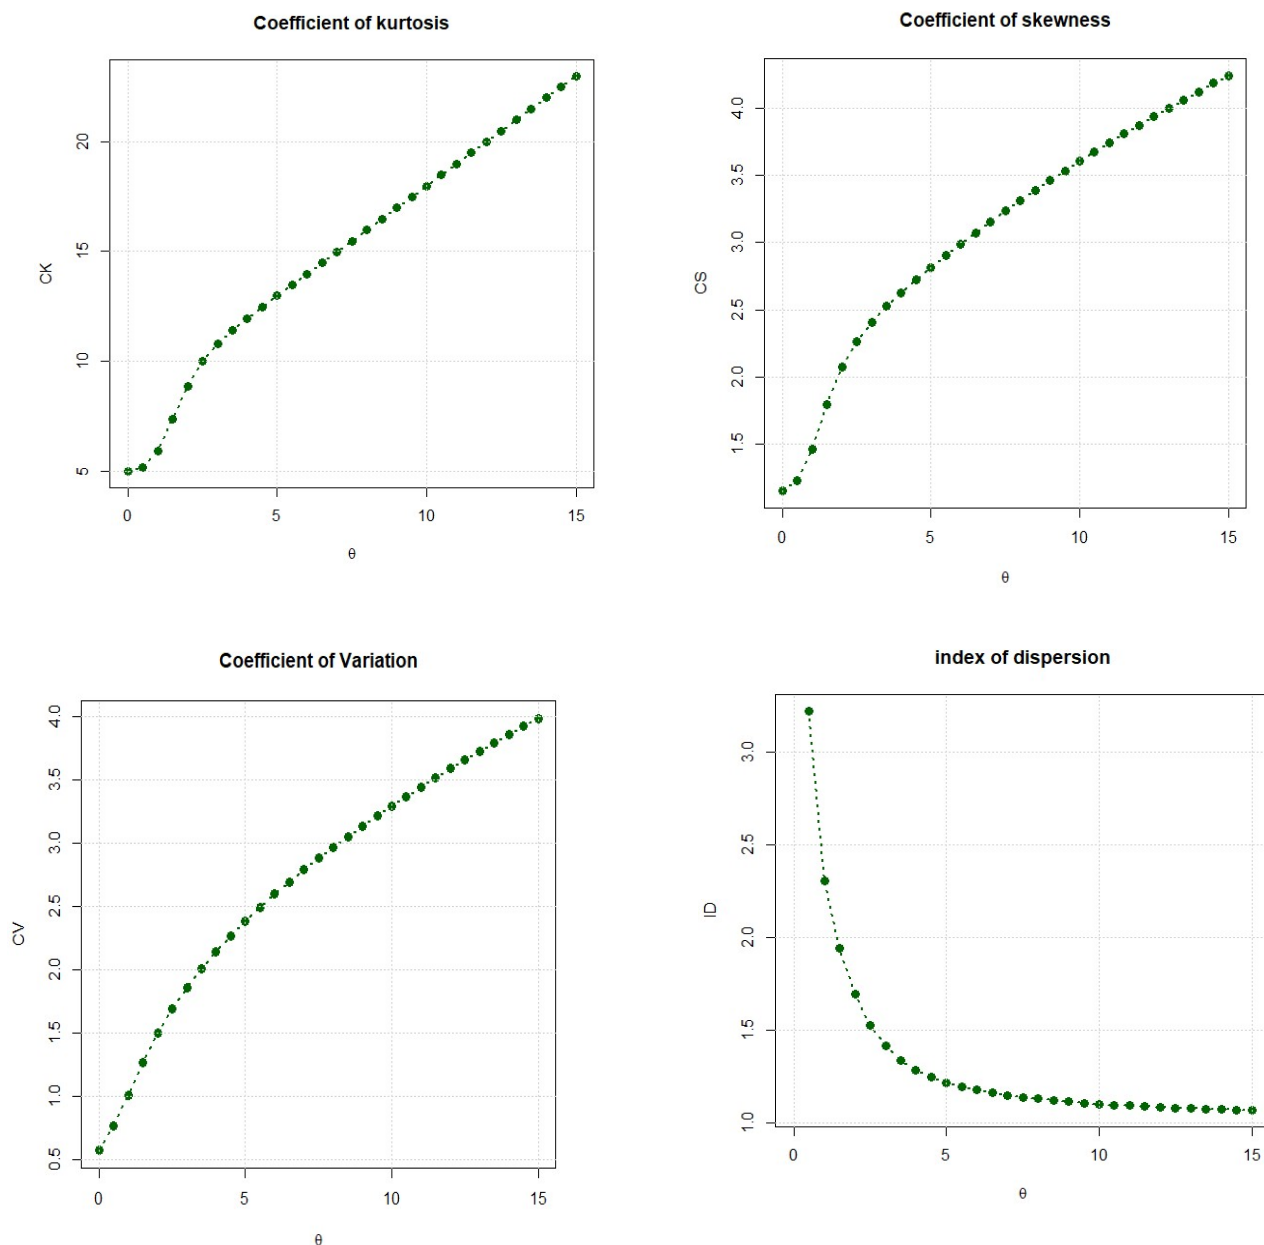 Coefficient of kurtosis
CK
20
15
10
5
0 5 10 15
θ
Coefficient of skewness
CS
4.0
3.5
3.0
2.5
2.0
1.5
0 5 10 15
θ
Coefficient of Variation
CV
4.0
3.5
3.0
2.5
2.0
1.5
1.0
0.5
0 5 10 15
θ
index of dispersion
ID
3.0
2.5
2.0
1.5
1.0
0 5 10 15
θ